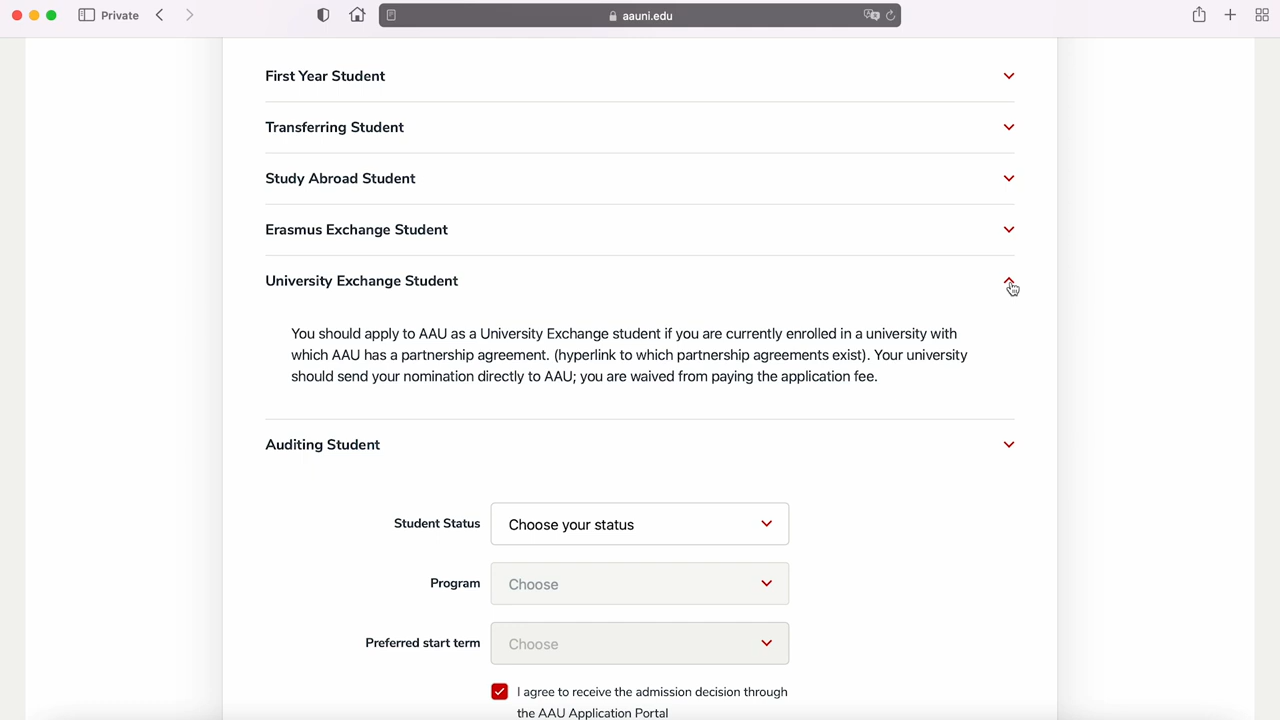 Private
aauni.edu
First Year Student
Transferring Student
Study Abroad Student
Erasmus Exchange Student
University Exchange Student
You should apply to AAU as a University Exchange student if you are currently enrolled in a university with
which AAU has a partnership agreement. (hyperlink to which partnership agreements exist). Your university
should send your nomination directly to AAU; you are waived from paying the application fee.
Auditing Student
Student Status
Choose your status
Program
Choose
Preferred start term
Choose
I agree to receive the admission decision through
the AAU Application Portal